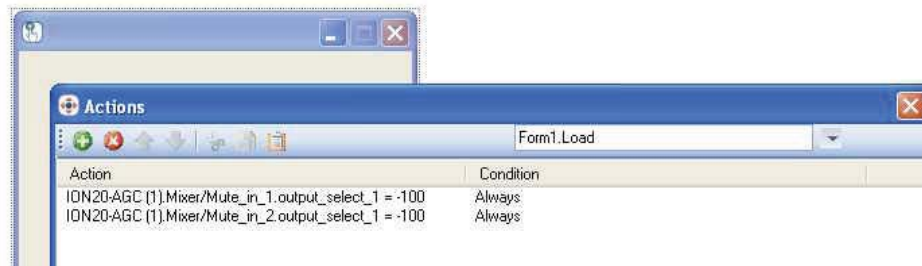 Actions
Form1.Load
Action Condition
ION20-AGC (1).Mixer/Mute_in_1.output_select_1 = -100 Always
ION20-AGC (1).Mixer/Mute_in_2.output_select_1 = -100 Always